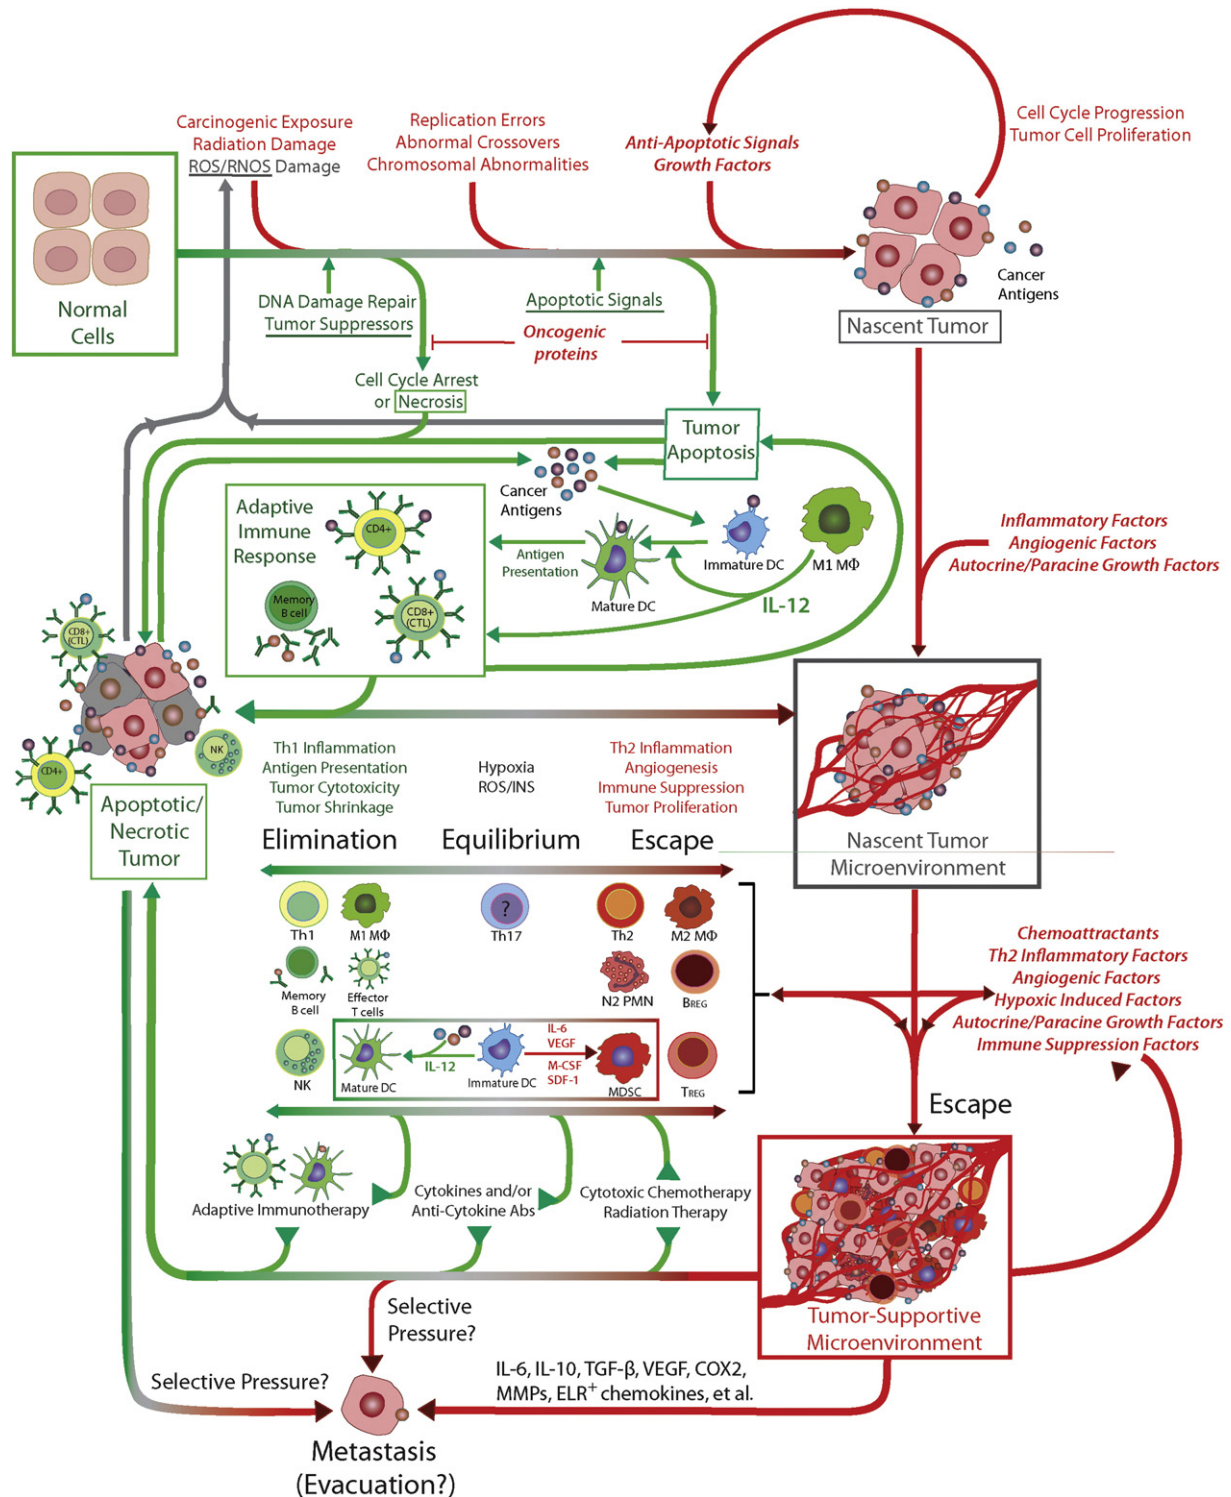 Carcinogenic Exposure
Radiation Damage
ROS/RNOS Damage
Replication Errors
Abnormal Crossovers
Chromosomal Abnormalities
Anti-Apoptotic Signals
Growth Factors
Cell Cycle Progression
Tumor Cell Proliferation
Normal
Cells
DNA Damage Repair
Tumor Suppressors
Apoptotic Signals
Oncogenic
proteins
Cancer
Antigens
Nascent Tumor
Cell Cycle Arrest
or Necrosis
Tumor
Apoptosis
Cancer
Antigens
Adaptive
Immune
Response
CD4+
Memory
B cell
CD8+
(CTL)
Antigen
Presentation
Mature DC
Immature DC
M1 MΦ
IL-12
Inflammatory Factors
Angiogenic Factors
Autocrine/Paracine Growth Factors
CD8+
(CTL)
NK
CD4+
Apoptotic/
Necrotic
Tumor
Th1 Inflammation
Antigen Presentation
Tumor Cytotoxicity
Tumor Shrinkage
Hypoxia
ROS/INS
Th2 Inflammation
Angiogenesis
Immune Suppression
Tumor Proliferation
Nascent Tumor
Microenvironment
Elimination
Equilibrium
Escape
Th1
M1 MΦ
?
Th17
Th2
M2 MΦ
Memory
B cell
Effector
T cells
N2 PMN
BREG
NK
Mature DC
IL-12
Immature DC
IL-6
VEGF
M-CSF
SDF-1
MDSC
TREG
Chemoattractants
Th2 Inflammatory Factors
Angiogenic Factors
Hypoxic Induced Factors
Autocrine/Paracine Growth Factors
Immune Suppression Factors
Escape
Adaptive Immunotherapy
Cytokines and/or
Anti-Cytokine Abs
Cytotoxic Chemotherapy
Radiation Therapy
Tumor-Supportive
Microenvironment
Selective
Pressure?
Selective Pressure?
IL-6, IL-10, TGF-β, VEGF, COX2,
MMPs, ELR+ chemokines, et al.
Metastasis
(Evacuation?)